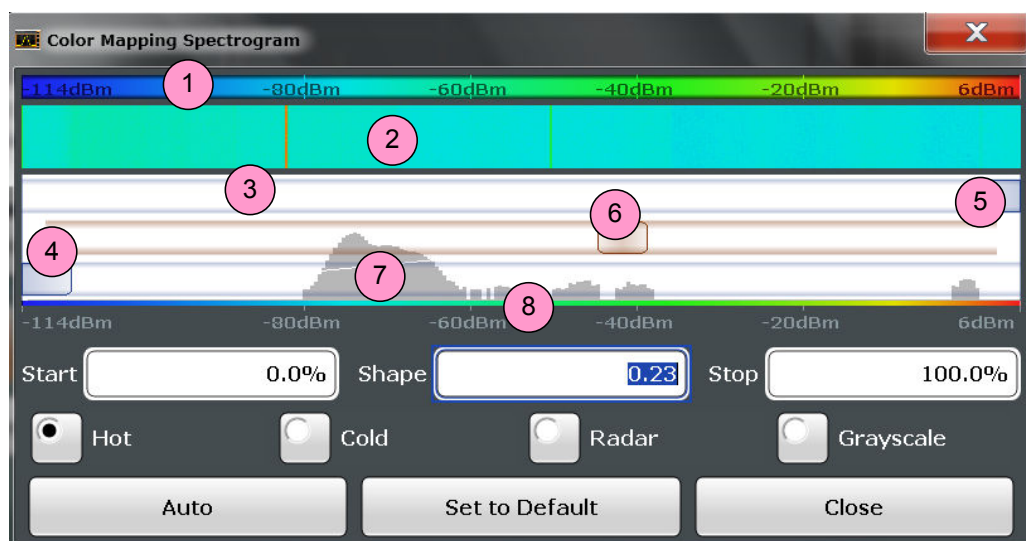 Color Mapping Spectrogram
X
-114dBm 1 -80dBm -60dBm -40dBm -20dBm 6dBm
2
3
5
6
4
7
8
-114dBm -80dBm -60dBm -40dBm -20dBm 6dBm
Start 0.0% Shape 0.23 Stop 100.0%
Hot Cold Radar Grayscale
Auto Set to Default Close